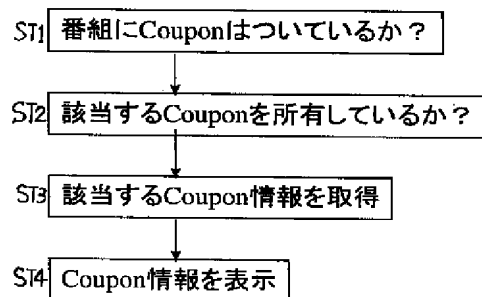 ST1 番組にCouponはついているか？
ST2 該当するCouponを所有しているか？
ST3 該当するCoupon情報を取得
ST4 Coupon情報を表示